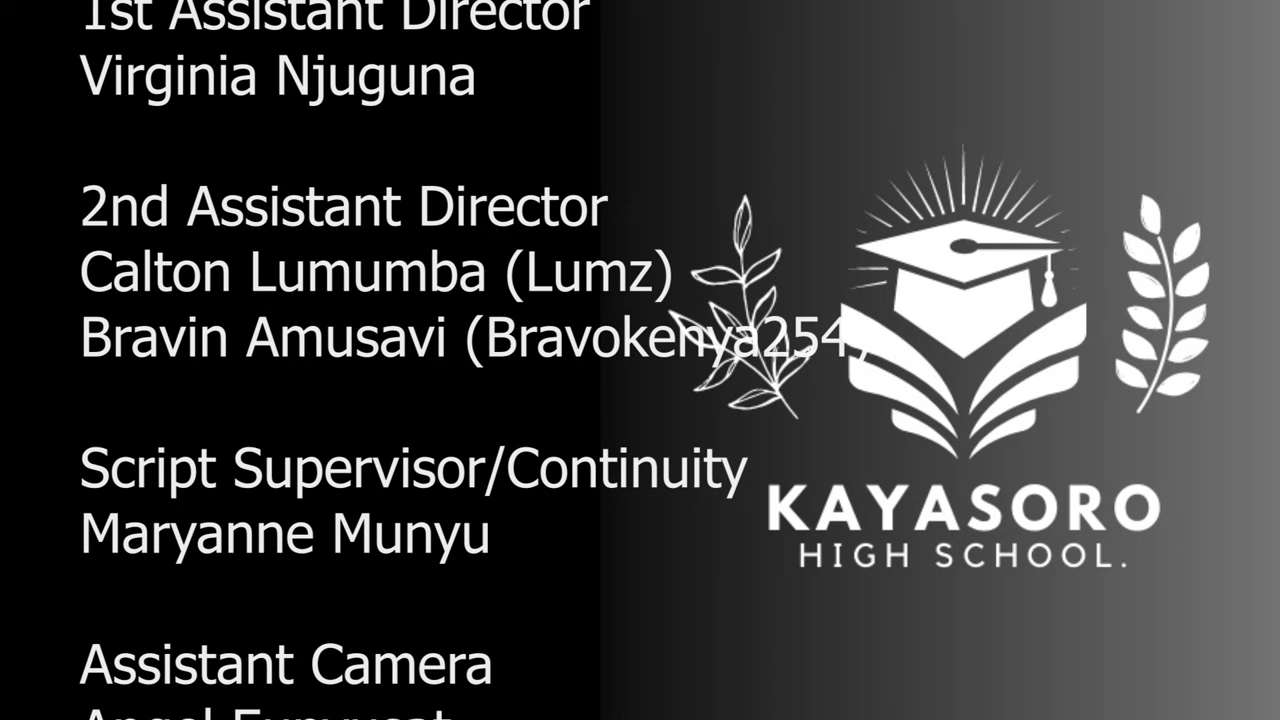 1st Assistant Director
Virginia Njuguna
2nd Assistant Director
Calton Lumumba (Lumz)
Bravin Amusavi (Bravokenya254)
Script Supervisor/Continuity
Maryanne Munyu
Assistant Camera
Angel
KAYASORO
HIGH SCHOOL.